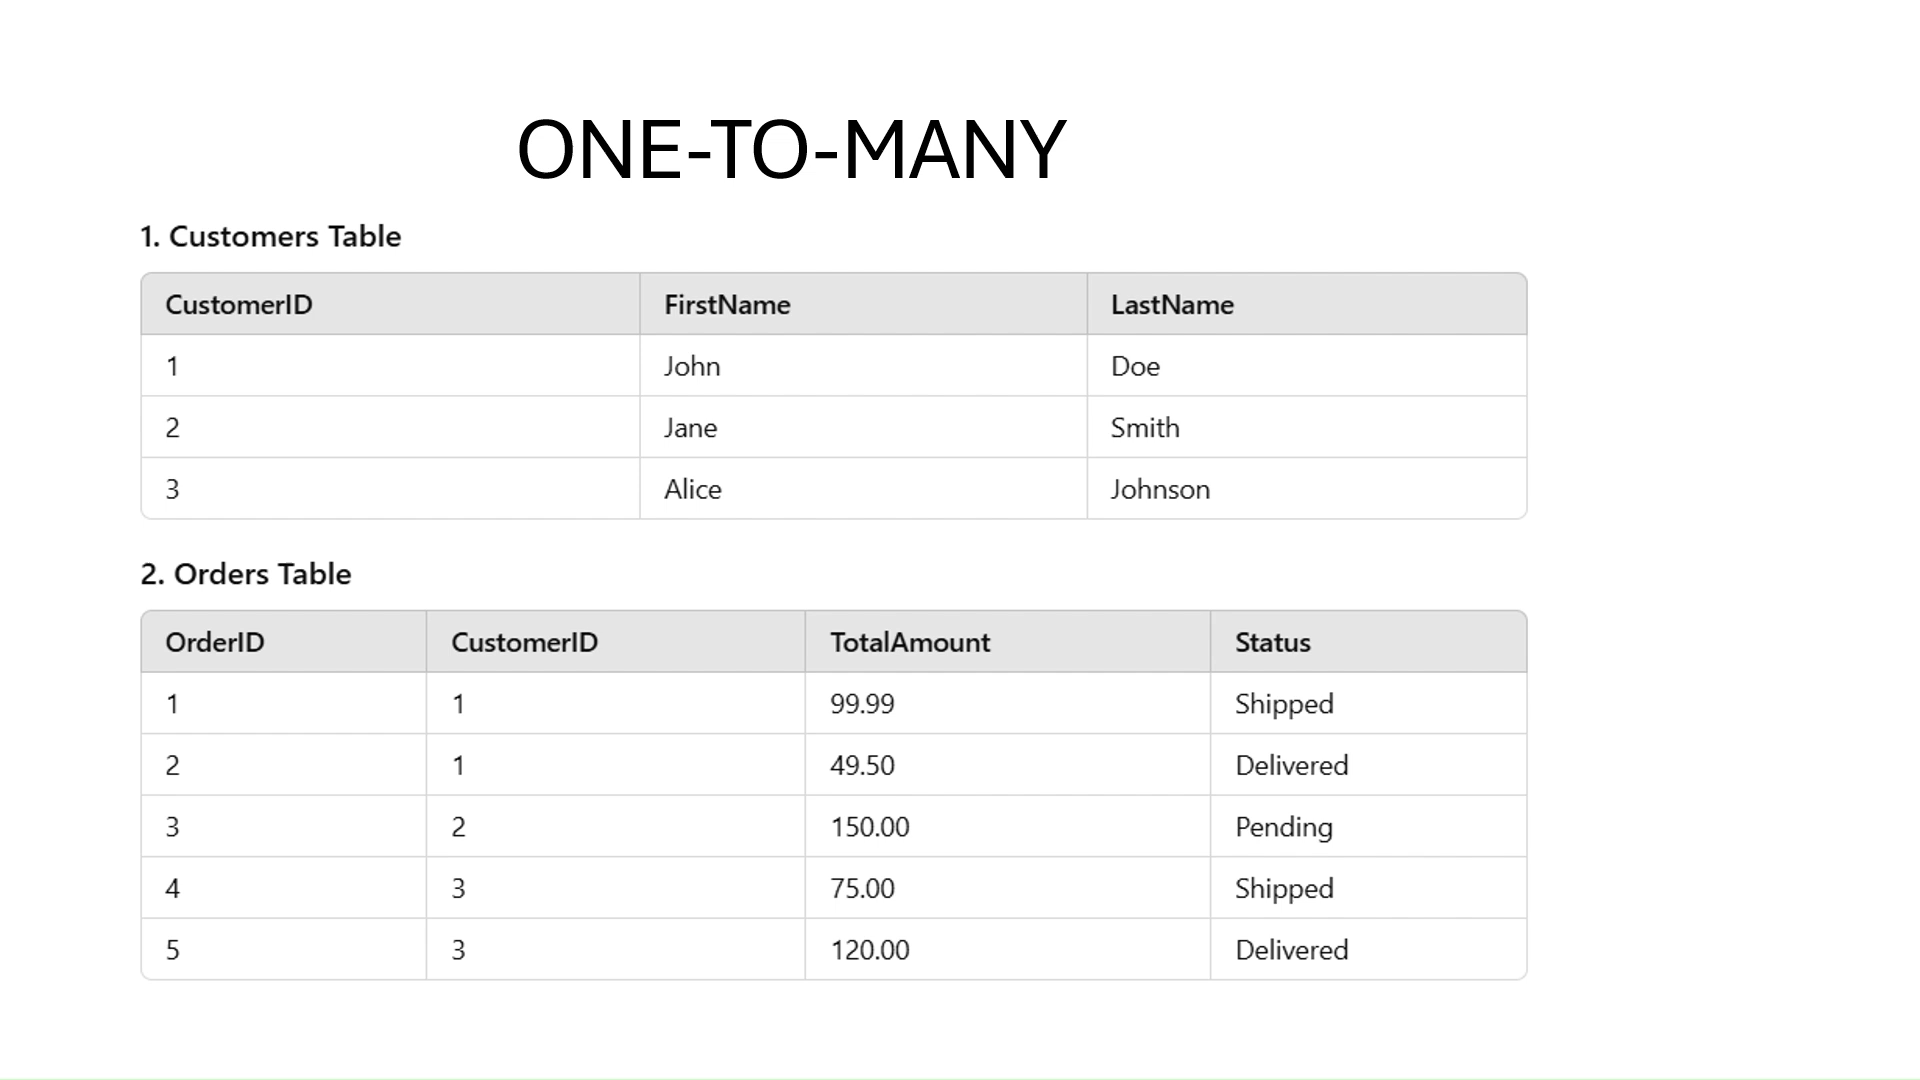 ONE-TO-MANY
1. Customers Table
CustomerID FirstName LastName
1 John Doe
2 Jane Smith
3 Alice Johnson
2. Orders Table
OrderID CustomerID TotalAmount Status
1 1 99.99 Shipped
2 1 49.50 Delivered
3 2 150.00 Pending
4 3 75.00 Shipped
5 3 120.00 Delivered